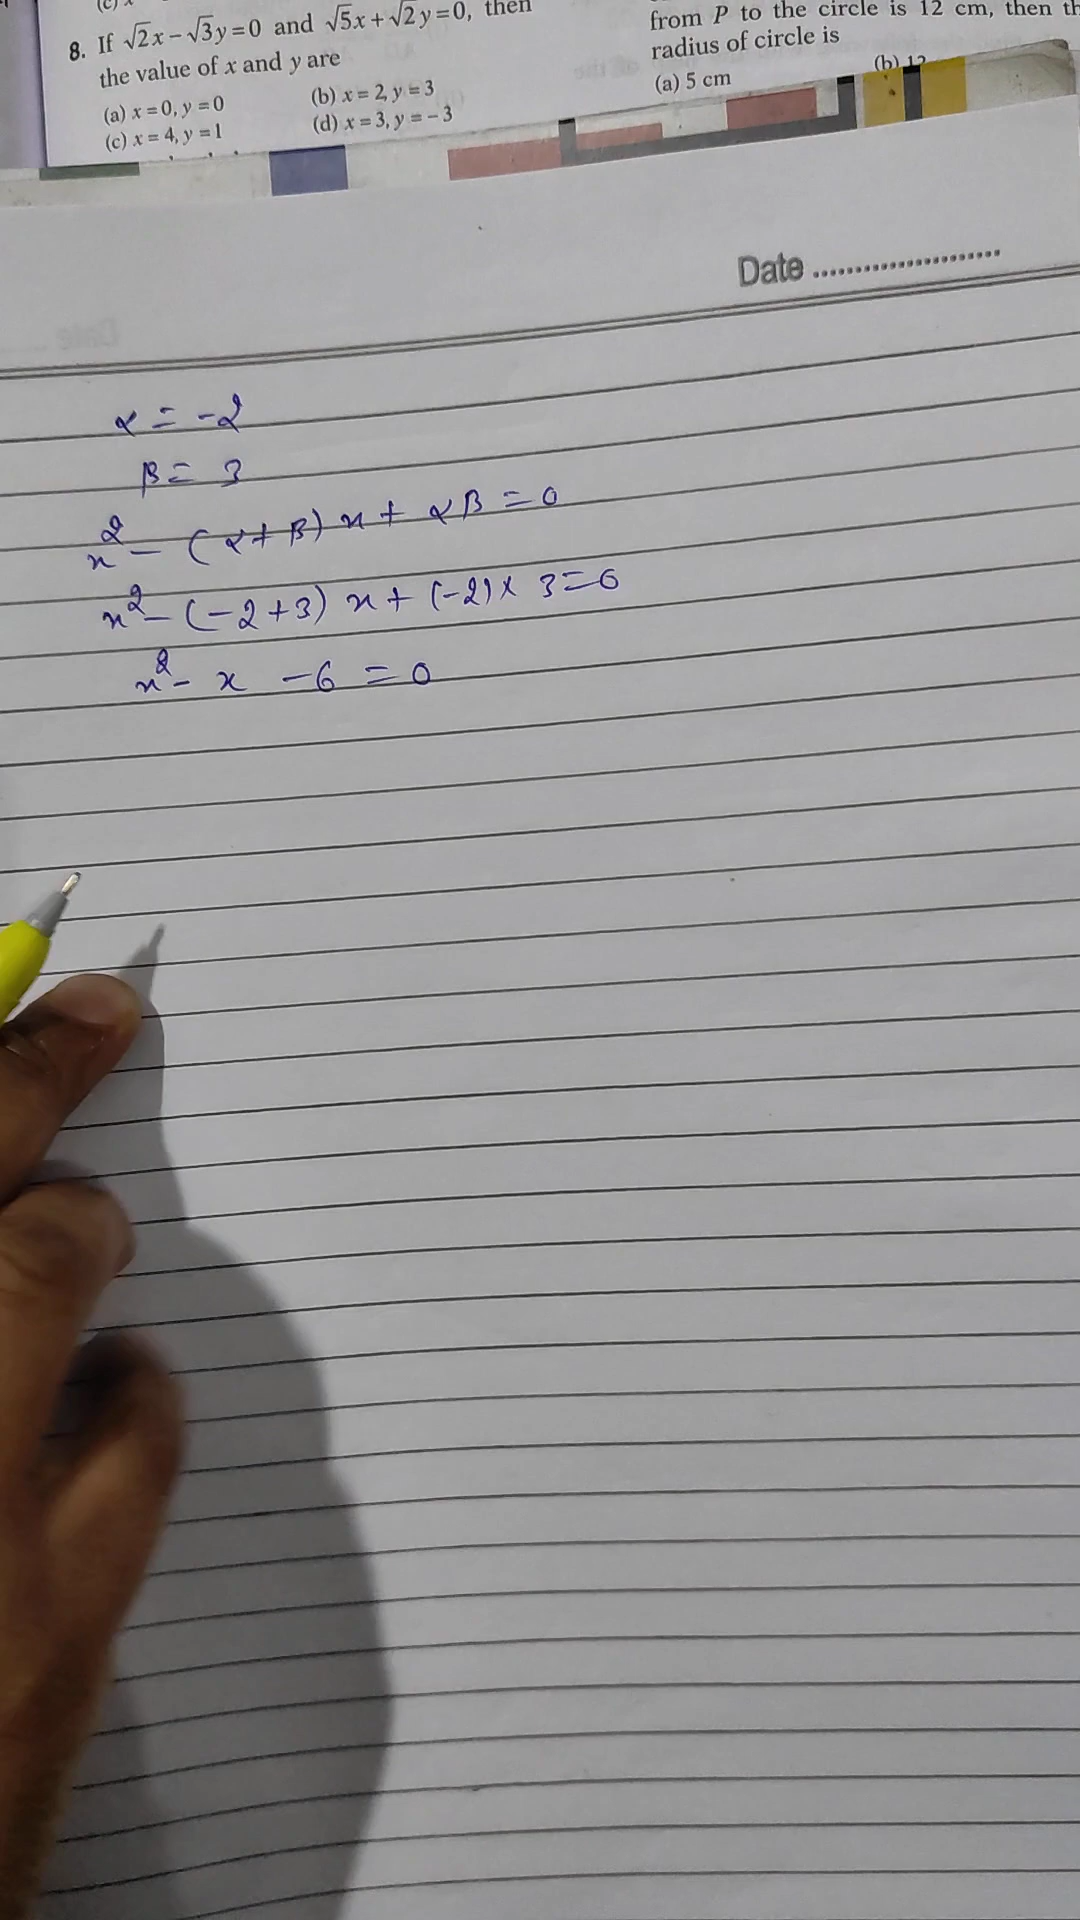 8. If √2x−√3y=0 and √5x+√2y=0, then
the value of x and y are
(a) x=0, y=0
(b) x=2, y=3
(c) x=4, y=1
(d) x=3, y=−3
from P to the circle is 12 cm, then
radius of circle is
(a) 5 cm
(b) 12
Date ......................
α = -2
β = 3
x² - (α+β) x + αβ = 0
x² - (-2+3) x + (-2) × 3 = 0
x² - x - 6 = 0